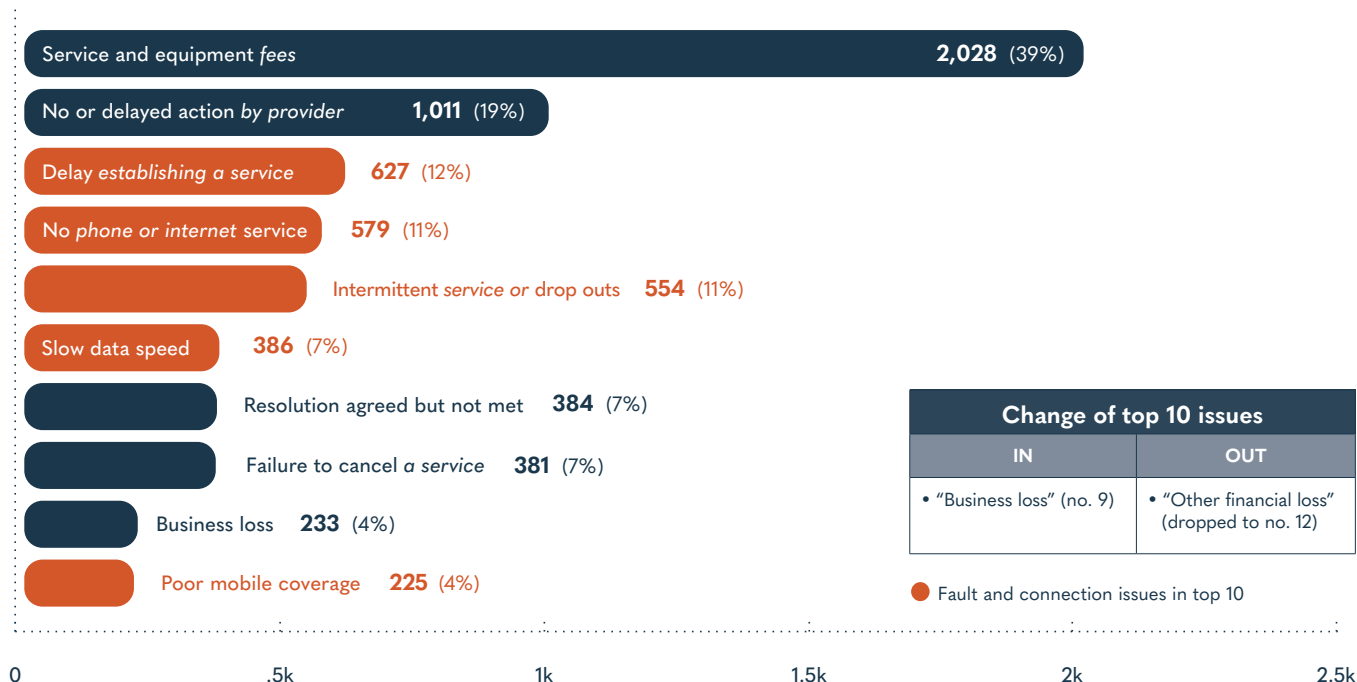 Service and equipment fees 2,028 (39%)
No or delayed action by provider 1,011 (19%)
Delay establishing a service 627 (12%)
No phone or internet service 579 (11%)
Intermittent service or drop outs 554 (11%)
Slow data speed 386 (7%)
Resolution agreed but not met 384 (7%)
Failure to cancel a service 381 (7%)
Business loss 233 (4%)
Poor mobile coverage 225 (4%)
Change of top 10 issues
IN OUT
• “Business loss” (no. 9) • “Other financial loss”
(dropped to no. 12)
Fault and connection issues in top 10
0 .5k 1k 1.5k 2k 2.5k